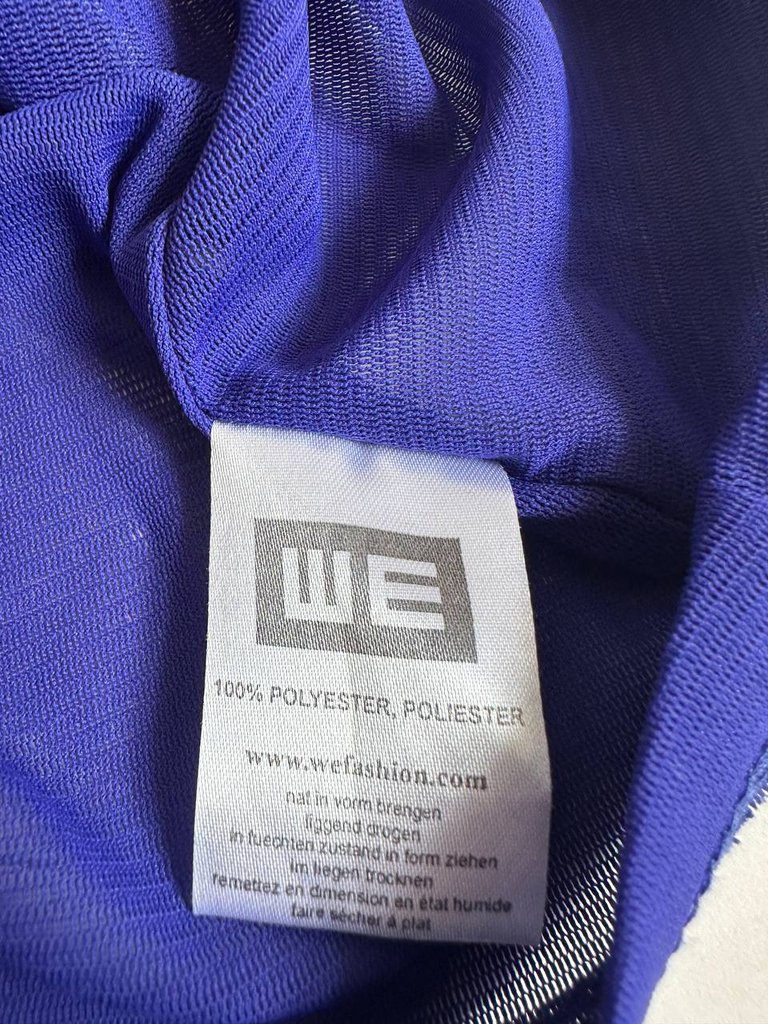 WE
100% POLYESTER, POLIESTER
www.wefashion.com
nat in vorm brengen
liggend drogen
in fuechten zustand in form ziehen
im liegen trocknen
remettez en dimension en état humide
faire sécher à plat